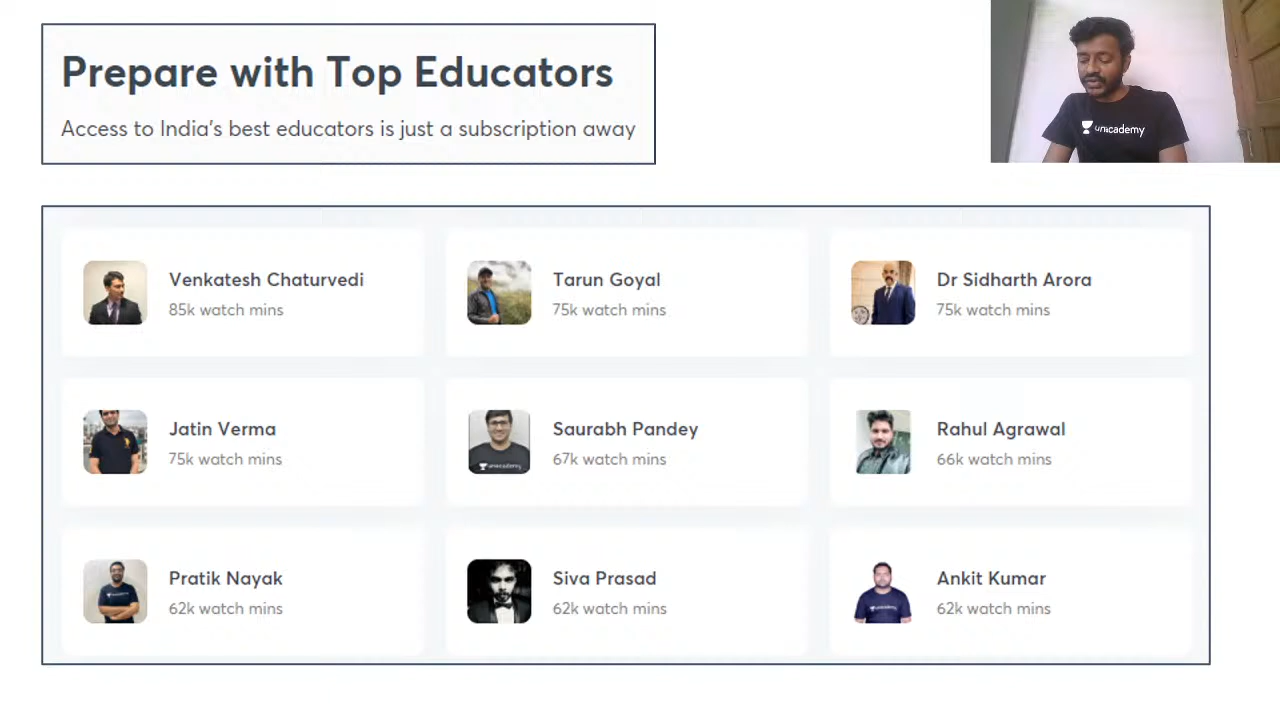 Prepare with Top Educators
Access to India's best educators is just a subscription away
unacademy
Venkatesh Chaturvedi
85k watch mins
Tarun Goyal
75k watch mins
Dr Sidharth Arora
75k watch mins
Jatin Verma
75k watch mins
Saurabh Pandey
67k watch mins
unacademy
Rahul Agrawal
66k watch mins
Pratik Nayak
62k watch mins
unacademy
Siva Prasad
62k watch mins
Ankit Kumar
62k watch mins
unacademy